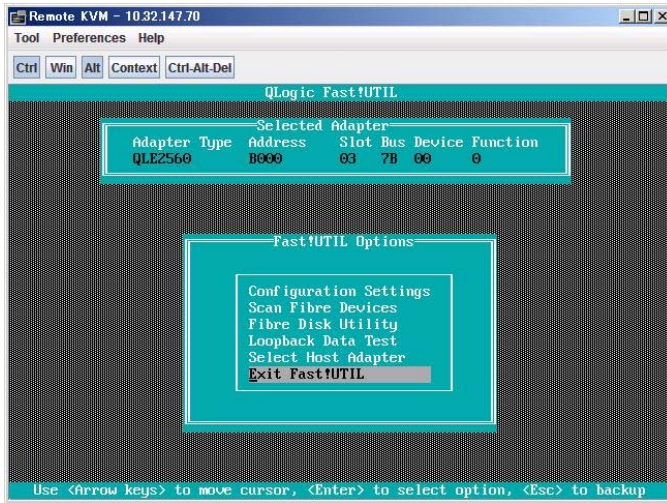 Remote KVM - 10.32.147.70
Tool Preferences Help
Ctrl Win Alt Context Ctrl-Alt-Del
QLogic Fast!UTIL
Selected Adapter
Adapter Type Address Slot Bus Device Function
QLE2560 B000 03 7B 00 0
Fast!UTIL Options
Configuration Settings
Scan Fibre Devices
Fibre Disk Utility
Loopback Data Test
Select Host Adapter
Exit Fast!UTIL
Use <Arrow keys> to move cursor, <Enter> to select option, <Esc> to backup